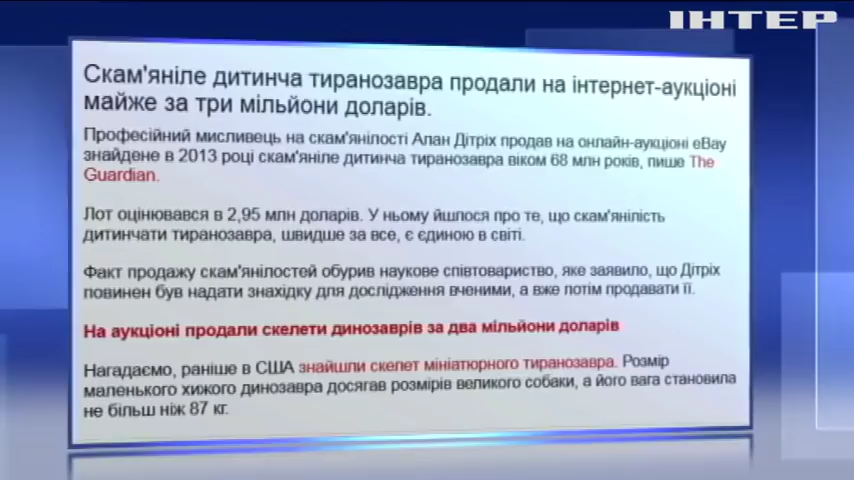 ІНТЕР
Скам'яніле дитинча тиранозавра продали на інтернет-аукціоні
майже за три мільйони доларів.
Професійний мисливець на скам'янілості Алан Дітріх продав на онлайн-аукціоні eBay
знайдене в 2013 році скам'яніле дитинча тиранозавра віком 68 млн років, пише The
Guardian.
Лот оцінювався в 2,95 млн доларів. У ньому йшлося про те, що скам'янілість
дитинчати тиранозавра, швидше за все, є єдиною в світі.
Факт продажу скам'янілостей обурив наукове співтовариство, яке заявило, що Дітріх
повинен був надати знахідку для дослідження вченими, а вже потім продавати її.
На аукціоні продали скелети динозаврів за два мільйони доларів
Нагадаємо, раніше в США знайшли скелет мініатюрного тиранозавра. Розмір
маленького хижого динозавра досягав розмірів великого собаки, а його вага становила
не більш ніж 87 кг.